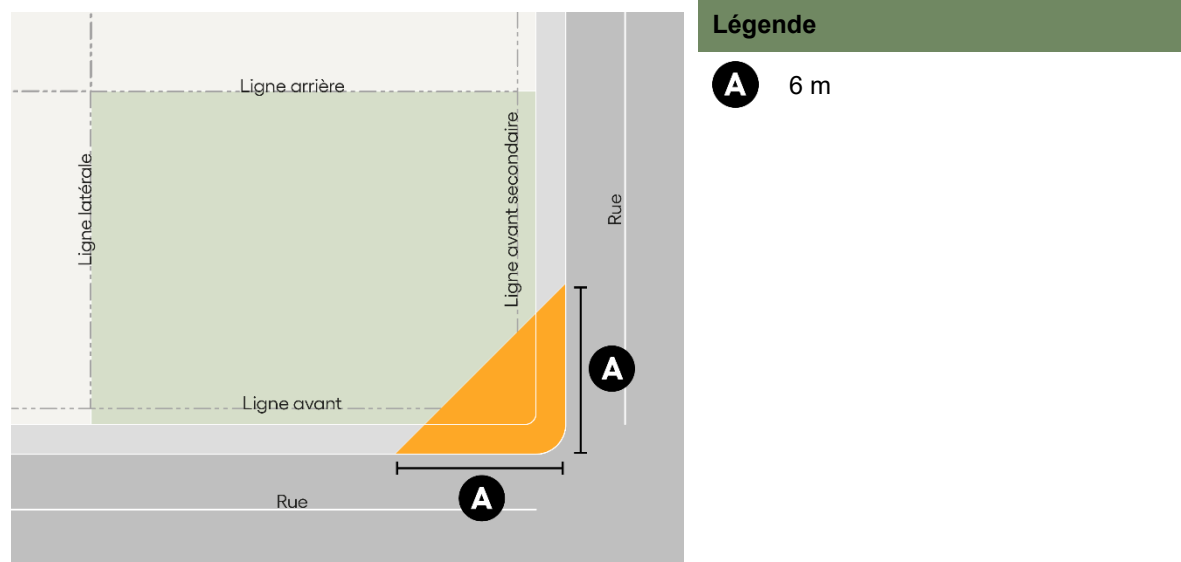 Ligne arrière
Ligne latérale
Ligne avant secondaire
Rue
Ligne avant
A
A
Rue
Légende
A 6 m